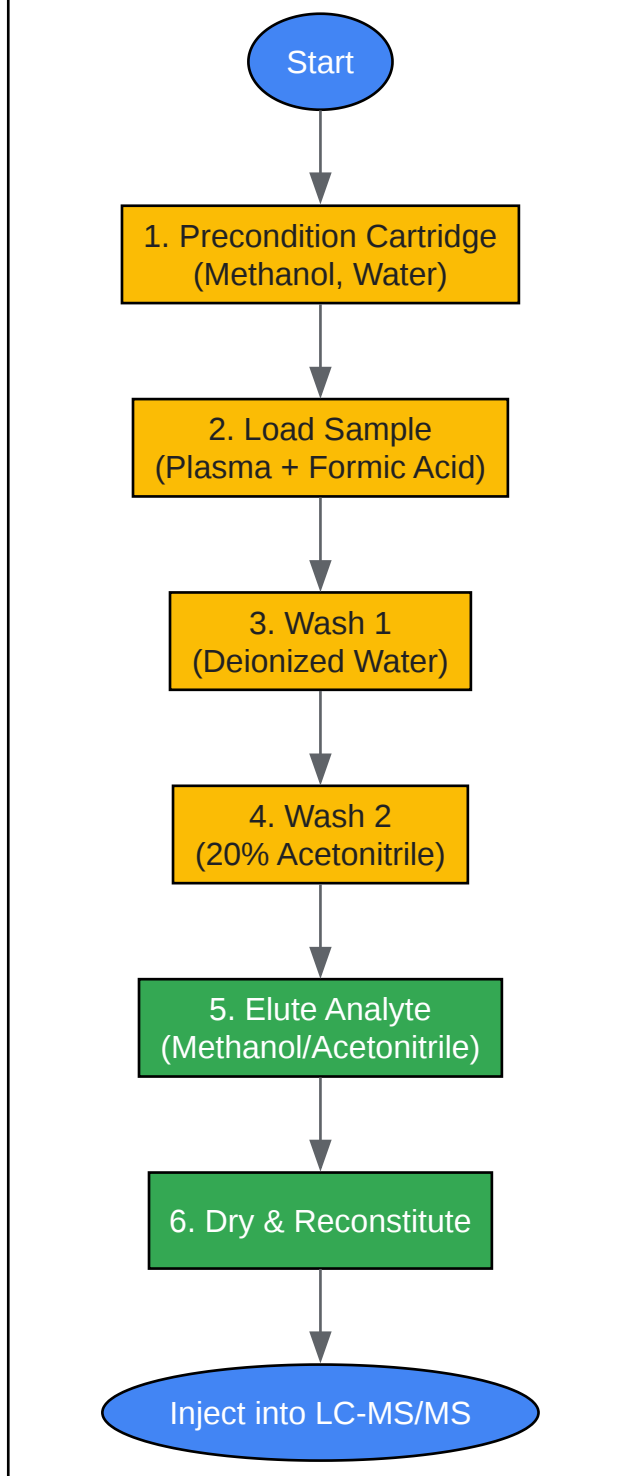 Start
1. Precondition Cartridge
(Methanol, Water)
2. Load Sample
(Plasma + Formic Acid)
3. Wash 1
(Deionized Water)
4. Wash 2
(20% Acetonitrile)
5. Elute Analyte
(Methanol/Acetonitrile)
6. Dry & Reconstitute
Inject into LC-MS/MS